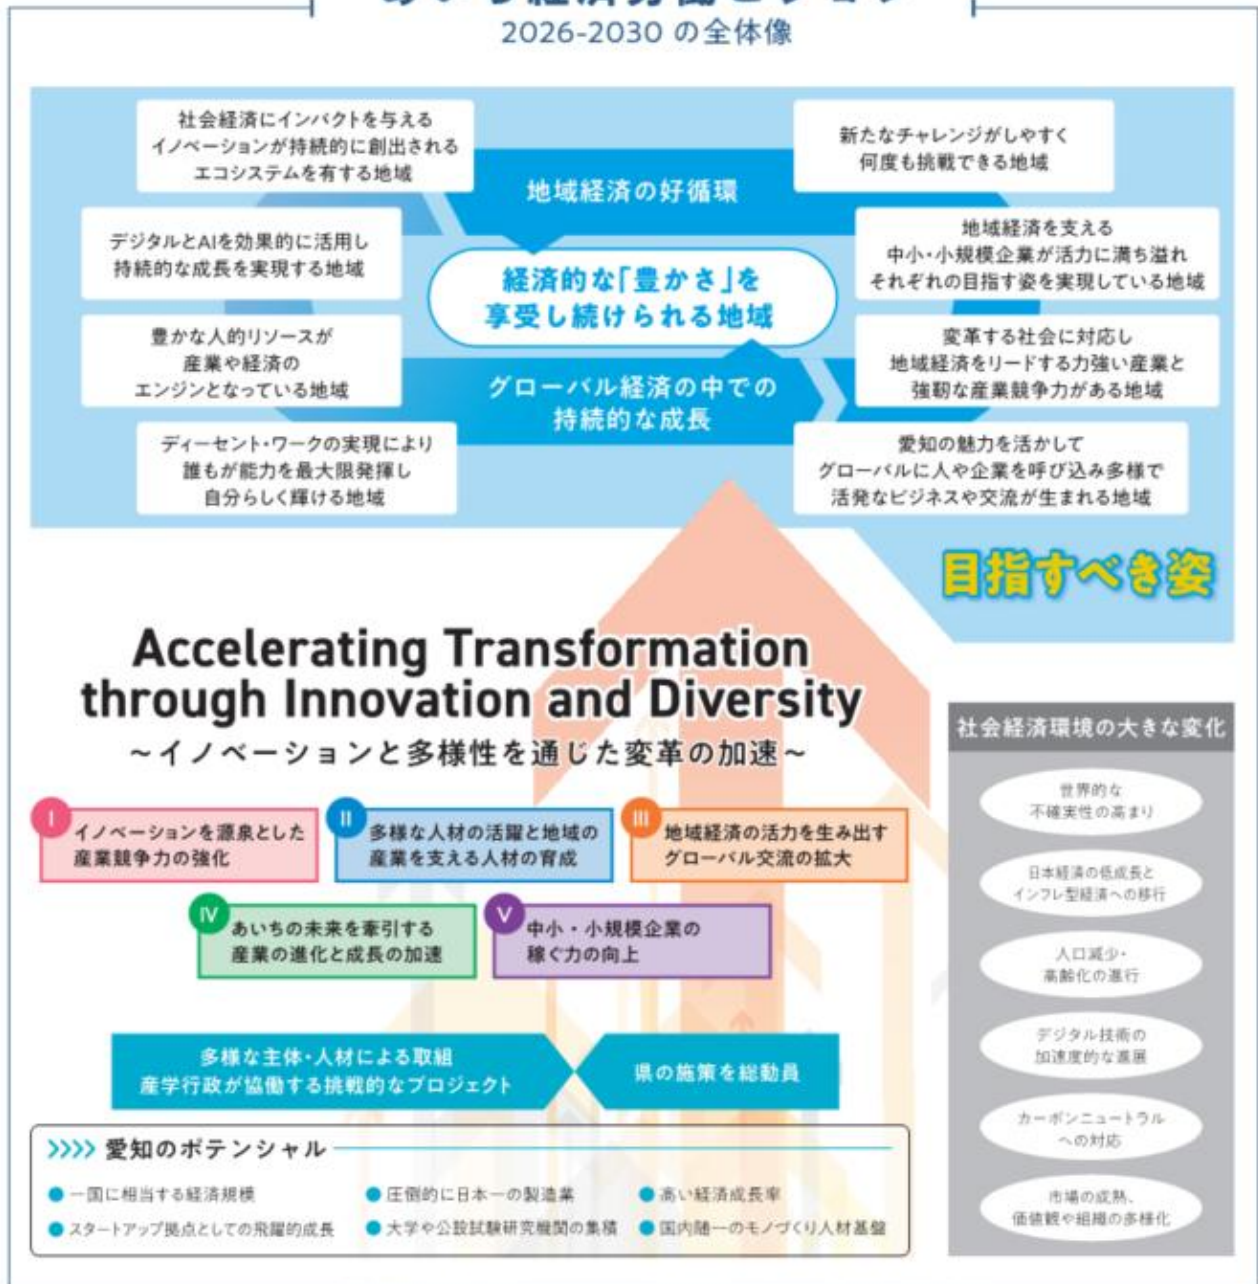 あいち経済労働ビジョン
2026-2030 の全体像
社会経済にインパクトを与える
イノベーションが持続的に創出される
エコシステムを有する地域
新たなチャレンジがしやすく
何度も挑戦できる地域
地域経済の好循環
デジタルとAIを効果的に活用し
持続的な成長を実現する地域
地域経済を支える
中小・小規模企業が活力に満ち溢れ
それぞれの目指す姿を実現している地域
経済的な「豊かさ」を
享受し続けられる地域
豊かな人的リソースが
産業や経済の
エンジンとなっている地域
変革する社会に対応し
地域経済をリードする力強い産業と
強靭な産業競争力がある地域
グローバル経済の中での
持続的な成長
ディーセント・ワークの実現により
誰もが能力を最大限発揮し
自分らしく輝ける地域
愛知の魅力を活かして
グローバルに人や企業を呼び込み多様で
活発なビジネスや交流が生まれる地域
目指すべき姿
Accelerating Transformation
through Innovation and Diversity
～イノベーションと多様性を通じた変革の加速～
I
イノベーションを源泉とした
産業競争力の強化
II
多様な人材の活躍と地域の
産業を支える人材の育成
III
地域経済の活力を生み出す
グローバル交流の拡大
IV
あいちの未来を牽引する
産業の進化と成長の加速
V
中小・小規模企業の
稼ぐ力の向上
多様な主体・人材による取組
産学行政が協働する挑戦的なプロジェクト
県の施策を総動員
愛知のポテンシャル
一国に相当する経済規模
圧倒的に日本一の製造業
高い経済成長率
スタートアップ拠点としての飛躍的成長
大学や公設試験研究機関の集積
国内随一のモノづくり人材基盤
社会経済環境の大きな変化
世界的な
不確実性の高まり
日本経済の低成長と
インフレ型経済への移行
人口減少・
高齢化の進行
デジタル技術の
加速度的な進展
カーボンニュートラル
への対応
市場の成熟、
価値観や組織の多様化